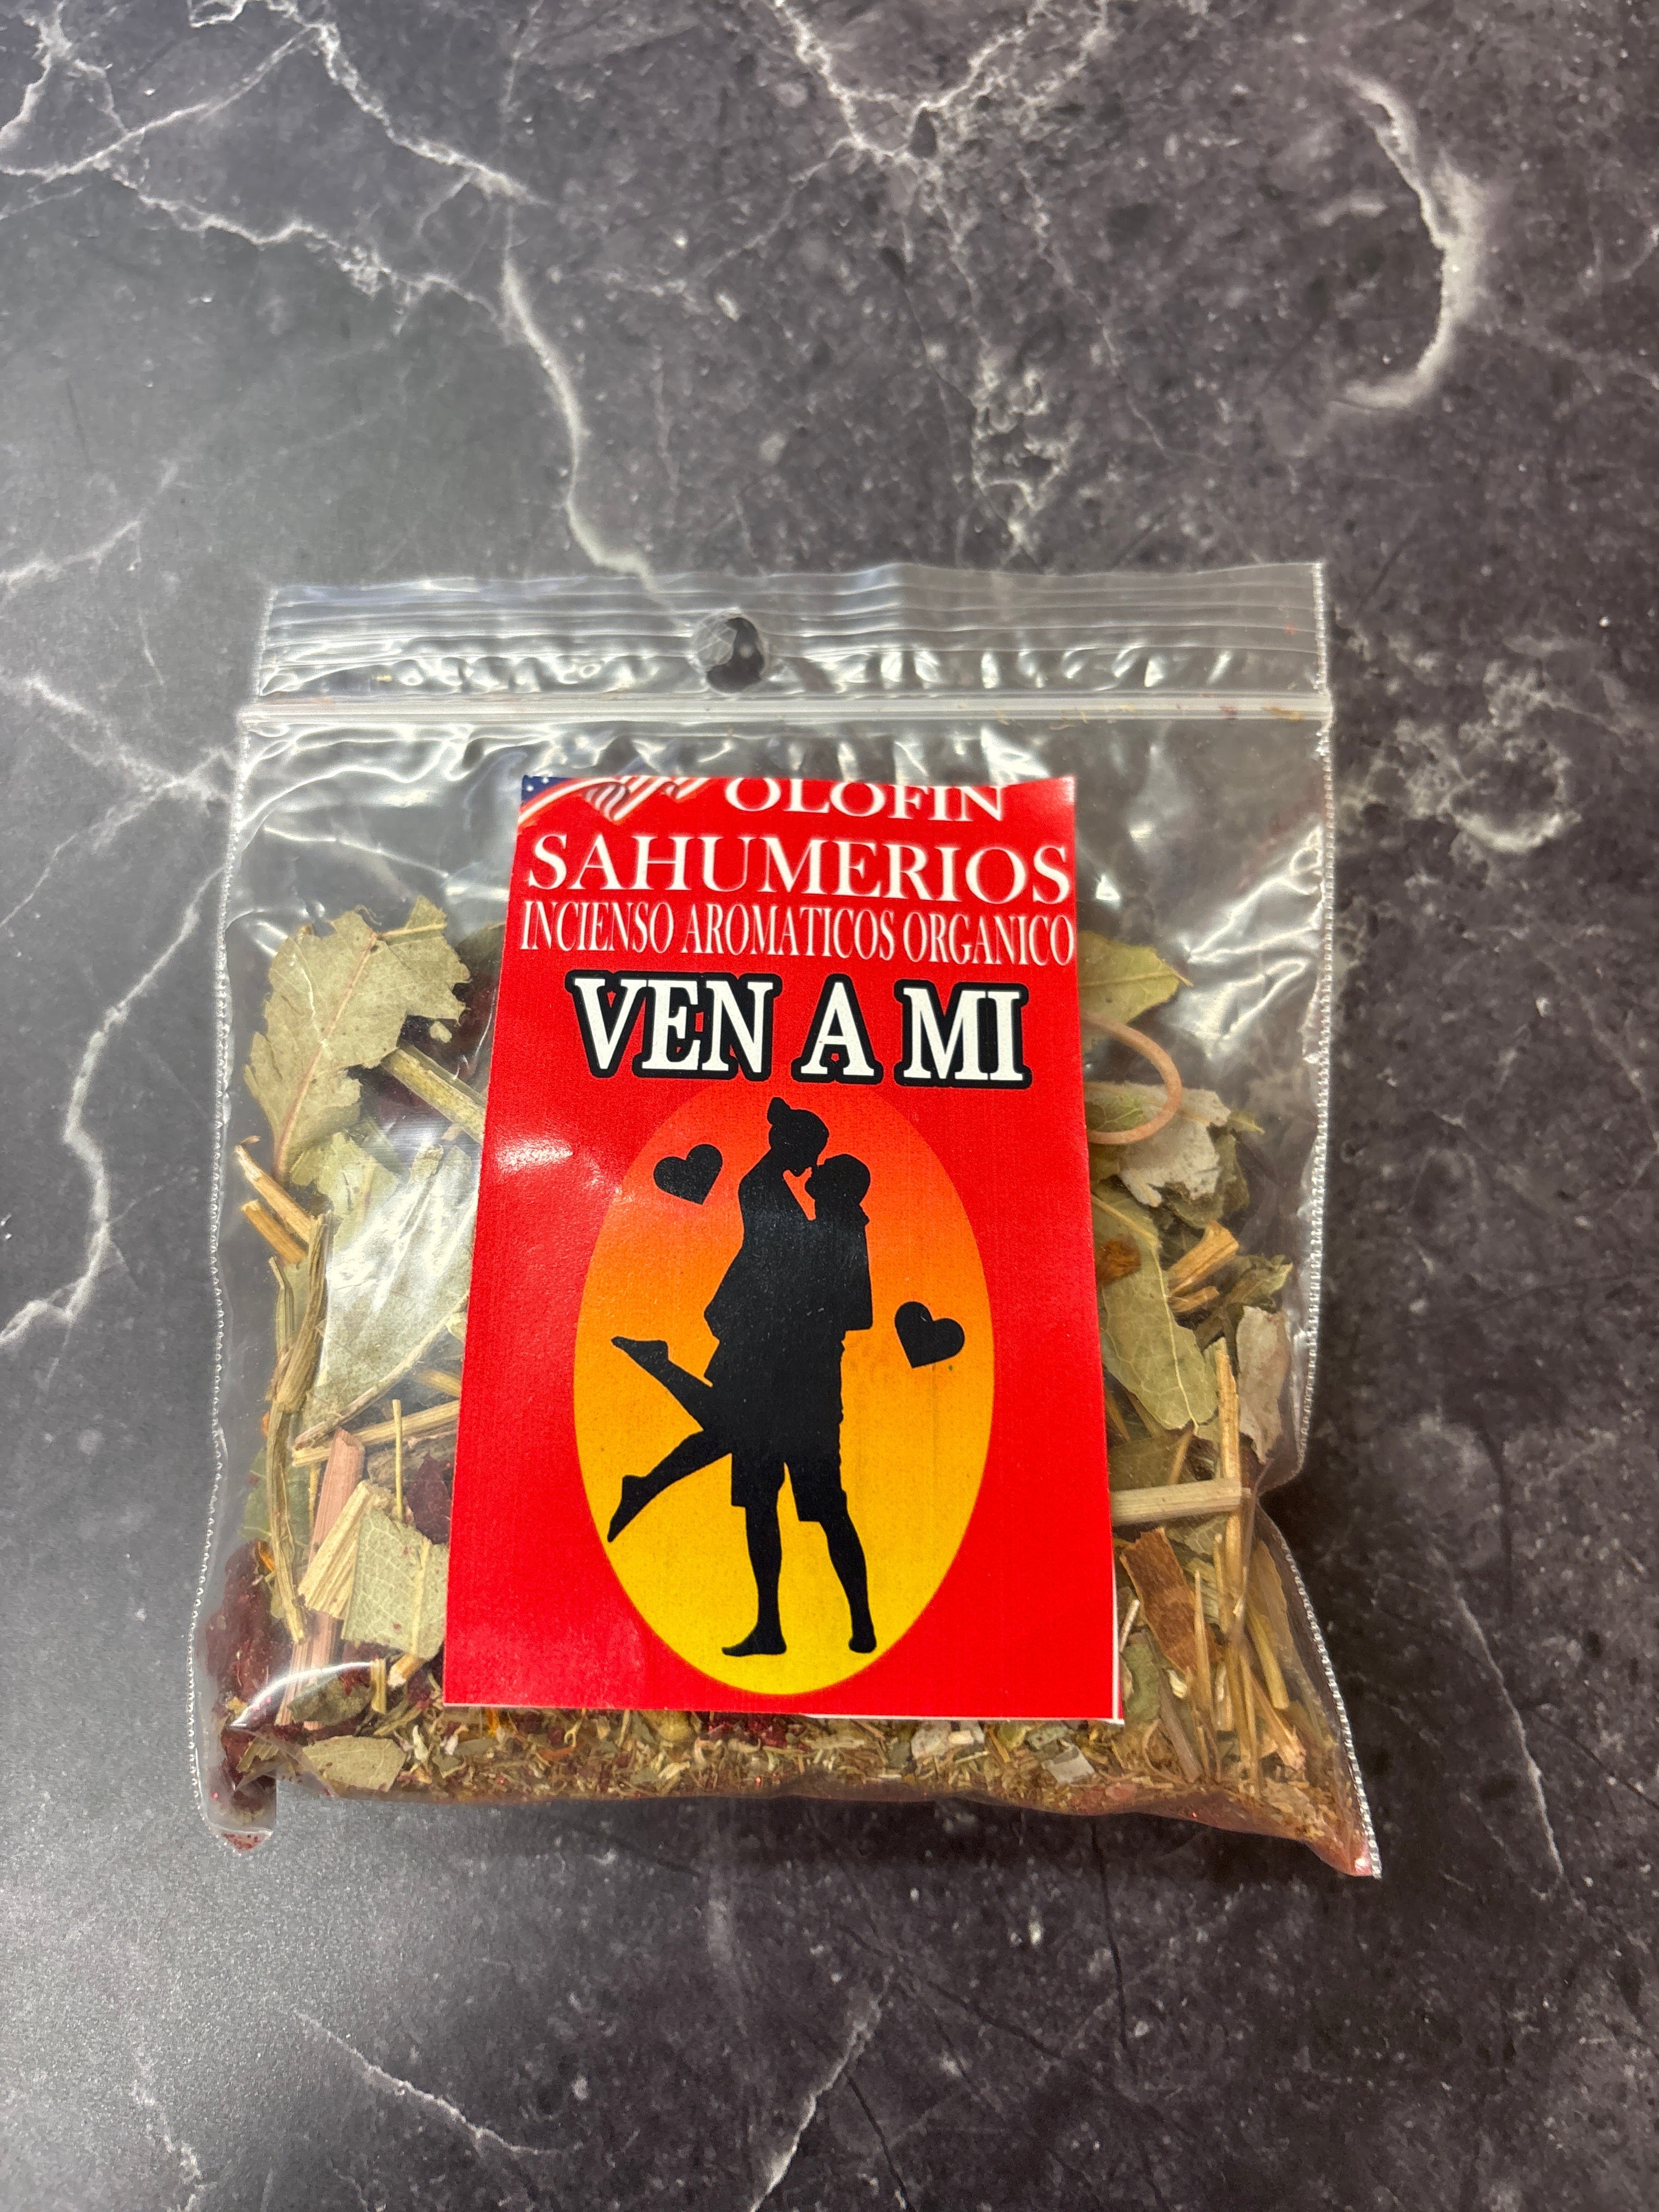 OLOFIN
SAHUMERIOS
INCIENSO AROMATICOS ORGANICO
VEN A MI